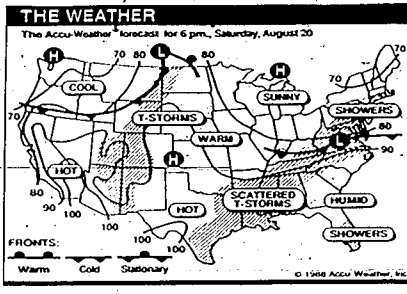 THE WEATHER
The Accu-Weather® forecast for 6 p.m., Saturday, August 20
H
L
H
70
80
80
70
70
COOL
SUNNY
SHOWERS
70
T-STORMS
WARM
L
80
90
H
HOT
80
90
100
100
HOT
SCATTERED
T-STORMS
HUMID
SHOWERS
100
100
FRONTS:
Warm
Cold
Stationary
© 1988 Accu Weather, Inc.